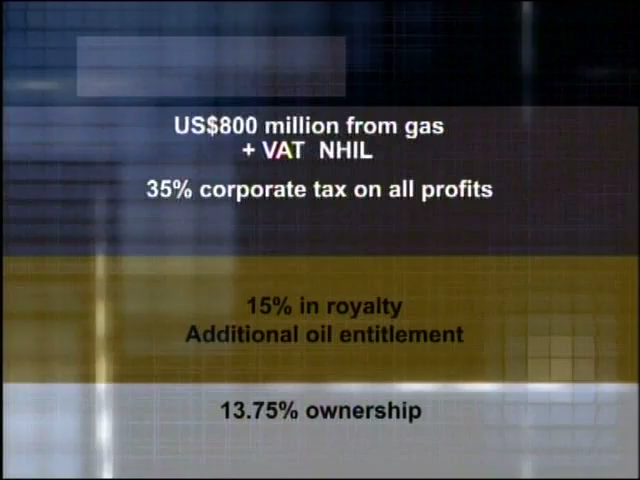 US$800 million from gas
+ VAT NHIL
35% corporate tax on all profits
15% in royalty
Additional oil entitlement
13.75% ownership